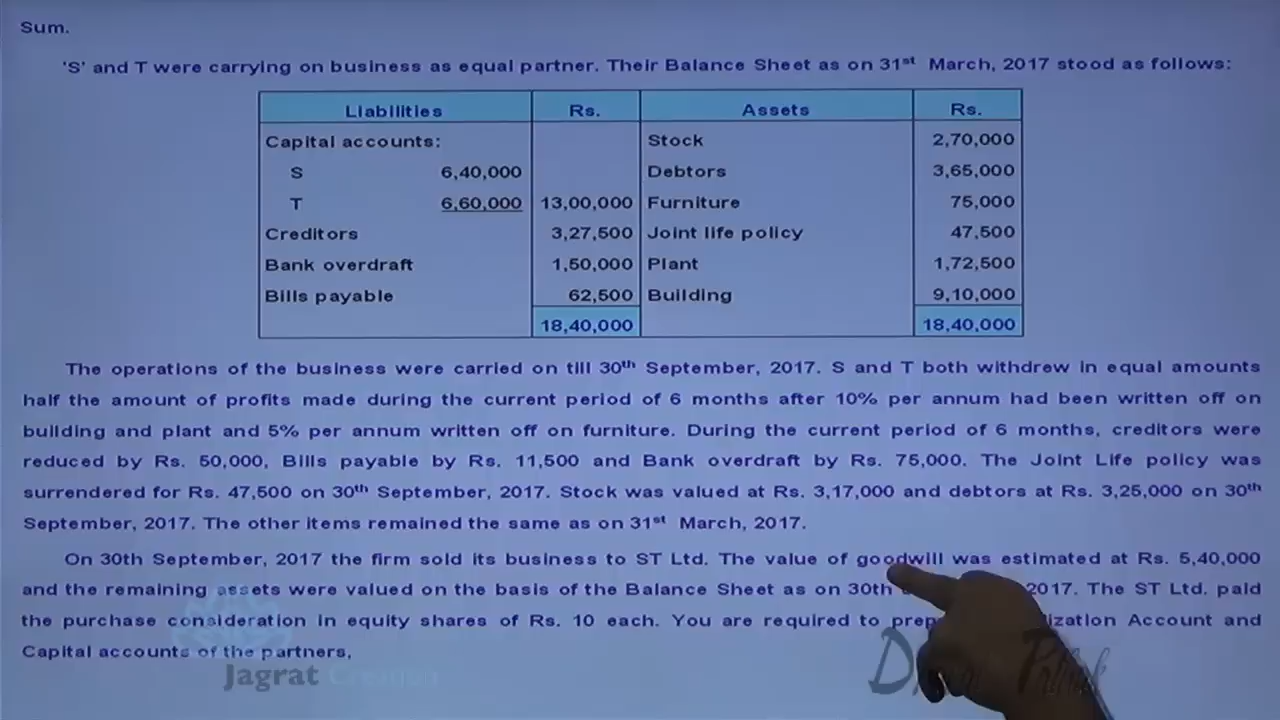 Sum.
'S' and T were carrying on business as equal partner. Their Balance Sheet as on 31st March, 2017 stood as follows:
Liabilities Rs. Assets Rs.
Capital accounts: Stock 2,70,000
S 6,40,000 Debtors 3,65,000
T 6,60,000 13,00,000 Furniture 75,000
Creditors 3,27,500 Joint life policy 47,500
Bank overdraft 1,50,000 Plant 1,72,500
Bills payable 62,500 Building 9,10,000
18,40,000 18,40,000
The operations of the business were carried on till 30th September, 2017. S and T both withdrew in equal amounts
half the amount of profits made during the current period of 6 months after 10% per annum had been written off on
building and plant and 5% per annum written off on furniture. During the current period of 6 months, creditors were
reduced by Rs. 50,000, Bills payable by Rs. 11,500 and Bank overdraft by Rs. 75,000. The Joint Life policy was
surrendered for Rs. 47,500 on 30th September, 2017. Stock was valued at Rs. 3,17,000 and debtors at Rs. 3,25,000 on 30th
September, 2017. The other items remained the same as on 31st March, 2017.
On 30th September, 2017 the firm sold its business to ST Ltd. The value of goodwill was estimated at Rs. 5,40,000
and the remaining assets were valued on the basis of the Balance Sheet as on 30th 2017. The ST Ltd. paid
the purchase consideration in equity shares of Rs. 10 each. You are required to prep ization Account and
Capital accounts of the partners,
Jagrat Creation